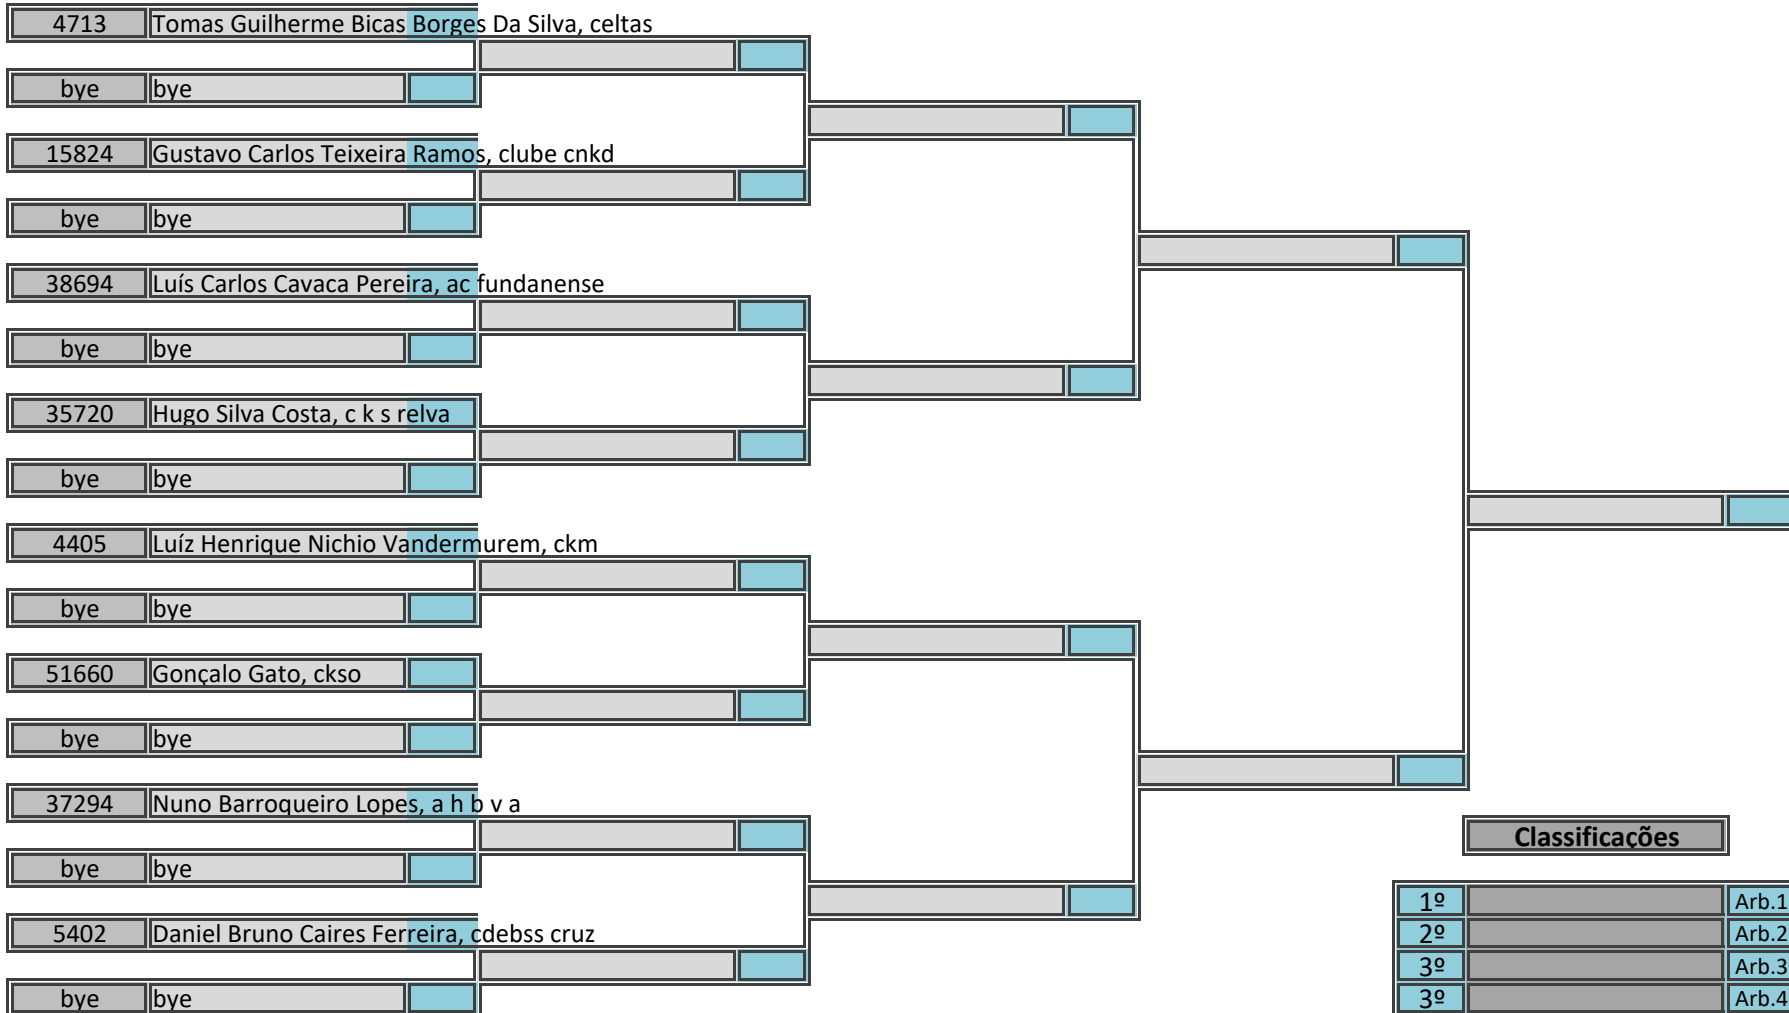 4713 Tomas Guilherme Bicas Borges Da Silva, celtas
bye bye
15824 Gustavo Carlos Teixeira Ramos, clube cnkd
bye bye
38694 Luís Carlos Cavaca Pereira, ac fundanense
bye bye
35720 Hugo Silva Costa, c k s relva
bye bye
4405 Luíz Henrique Nichio Vandermurem, ckm
bye bye
51660 Gonçalo Gato, ckso
bye bye
37294 Nuno Barroqueiro Lopes, a h b v a
bye bye
5402 Daniel Bruno Caires Ferreira, cdebss cruz
bye bye
Classificações
1º Arb.1
2º Arb.2
3º Arb.3
3º Arb.4